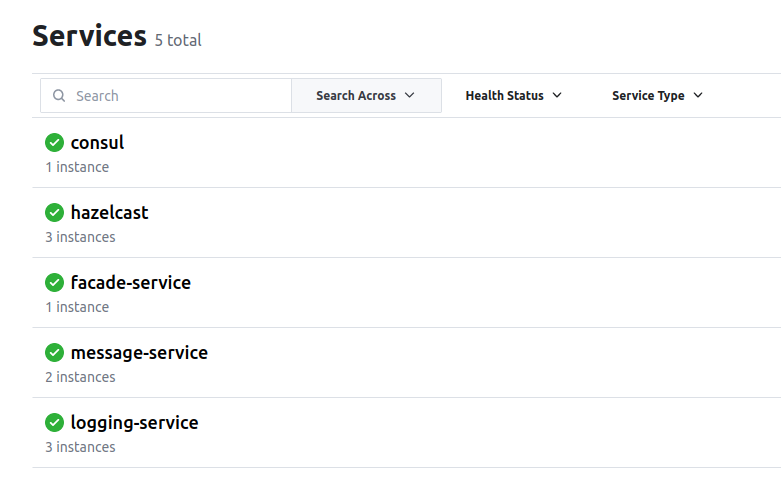 Services 5 total
Search Search Across Health Status Service Type
consul
1 instance
hazelcast
3 instances
facade-service
1 instance
message-service
2 instances
logging-service
3 instances